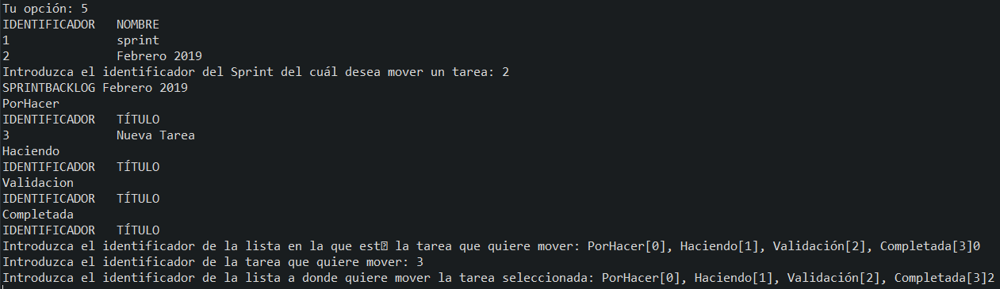 Tu opción: 5
IDENTIFICADOR   NOMBRE
1               sprint
2               Febrero 2019
Introduzca el identificador del Sprint del cuál desea mover un tarea: 2
SPRINTBACKLOG Febrero 2019
PorHacer
IDENTIFICADOR   TÍTULO
3               Nueva Tarea
Haciendo
IDENTIFICADOR   TÍTULO
Validacion
IDENTIFICADOR   TÍTULO
Completada
IDENTIFICADOR   TÍTULO
Introduzca el identificador de la lista en la que est� la tarea que quiere mover: PorHacer[0], Haciendo[1], Validación[2], Completada[3]0
Introduzca el identificador de la tarea que quiere mover: 3
Introduzca el identificador de la lista a donde quiere mover la tarea seleccionada: PorHacer[0], Haciendo[1], Validación[2], Completada[3]2